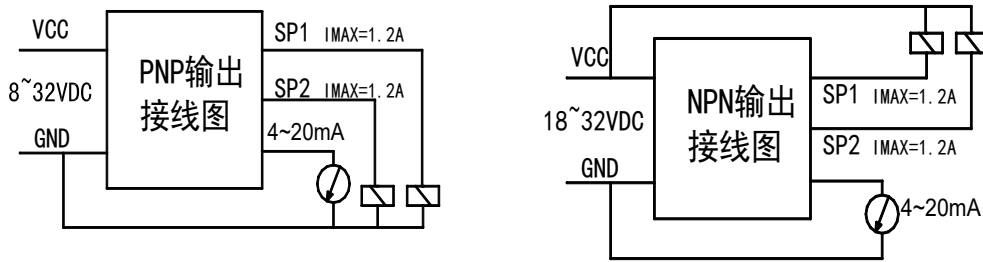 VCC
8~32VDC
GND
PNP输出
接线图
SP1 IMAX=1.2A
SP2 IMAX=1.2A
4~20mA
VCC
18~32VDC
GND
NPN输出
接线图
SP1 IMAX=1.2A
SP2 IMAX=1.2A
4~20mA